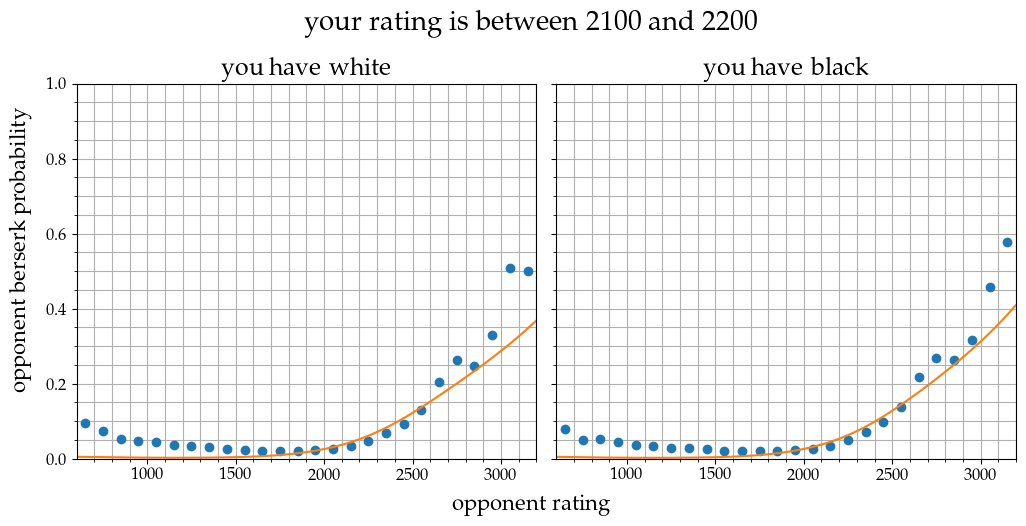 your rating is between 2100 and 2200
you have white
you have black
opponent berserk probability
1.0
0.8
0.6
0.4
0.2
0.0
1000 1500 2000 2500 3000
1000 1500 2000 2500 3000
opponent rating